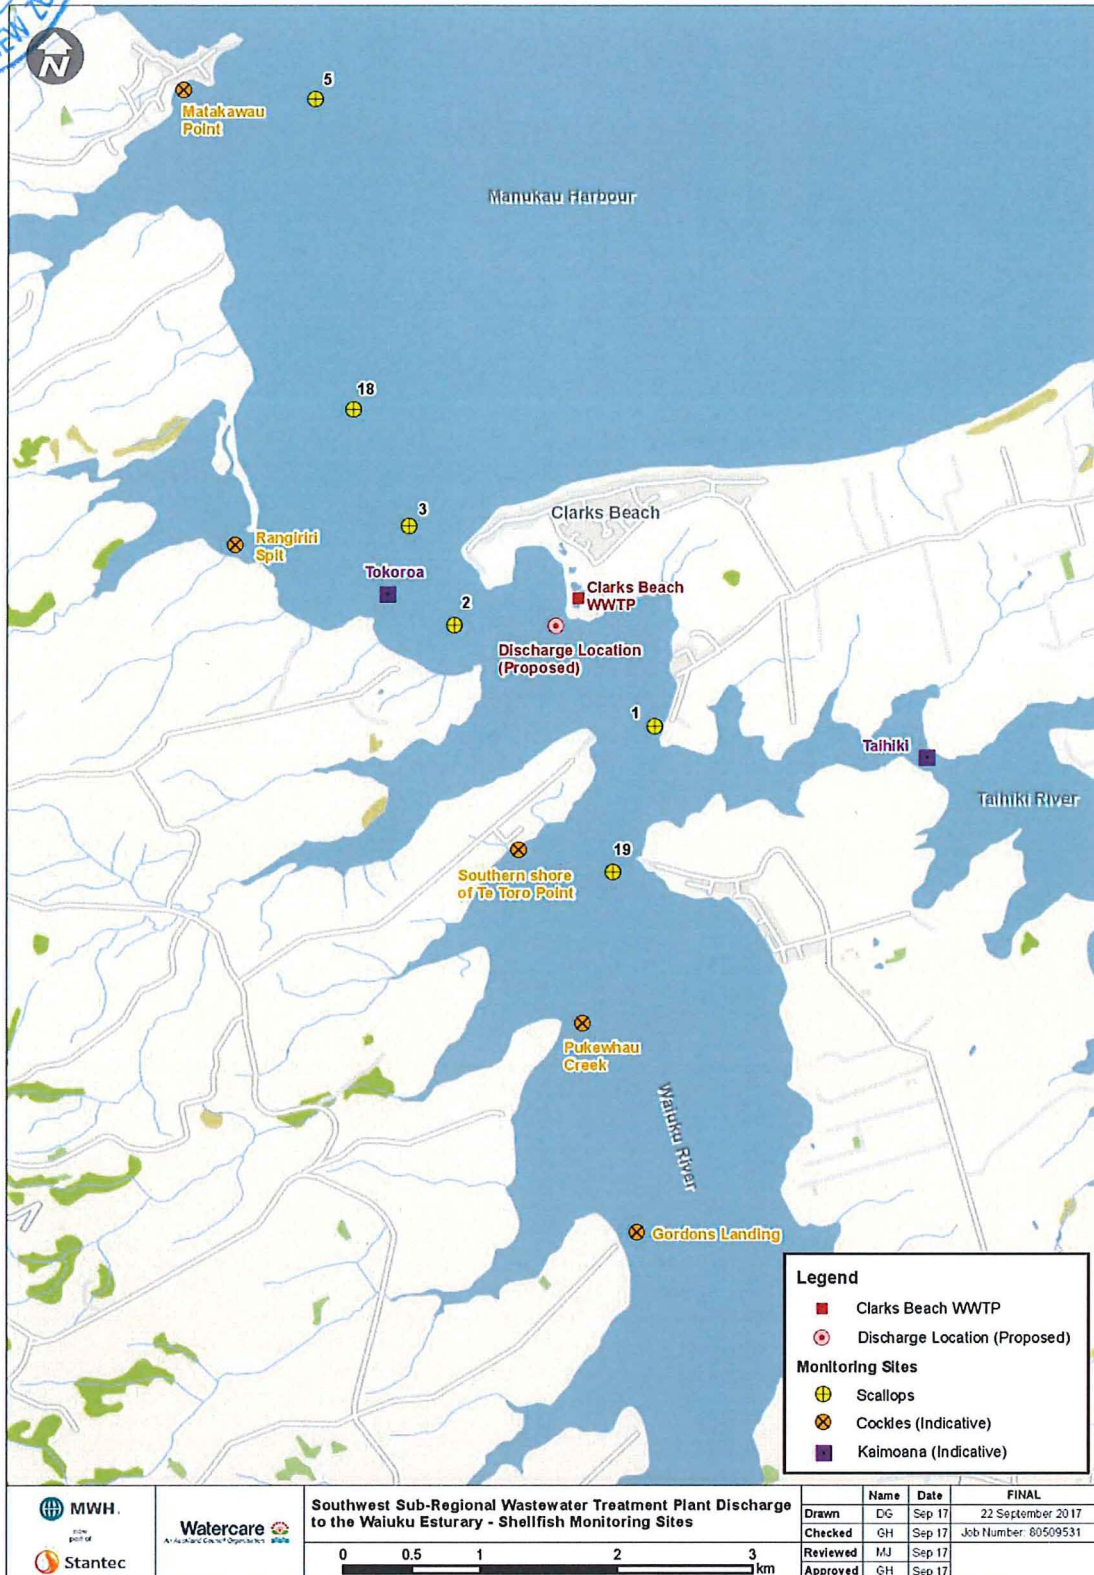 N
5
Matakawau
Point
Manukau Harbour
18
3
Clarks Beach
Rangiriri
Spit
Tokoroa
Clarks Beach
WWTP
2
Discharge Location
(Proposed)
1
Taihiki
Taihiki River
19
Southern shore
of Te Toro Point
Pukewhau
Creek
Waiuku River
Gordons Landing
Legend
Clarks Beach WWTP
Discharge Location (Proposed)
Monitoring Sites
Scallops
Cockles (Indicative)
Kaimoana (Indicative)
MWH.
now
part of
Stantec
Watercare
An Auckland Council Organisation
Southwest Sub-Regional Wastewater Treatment Plant Discharge
to the Waiuku Esturary - Shellfish Monitoring Sites
0 0.5 1 2 3
km
Name Date FINAL
Drawn DG Sep 17 22 September 2017
Checked GH Sep 17 Job Number: 80509531
Reviewed MJ Sep 17
Approved GH Sep 17